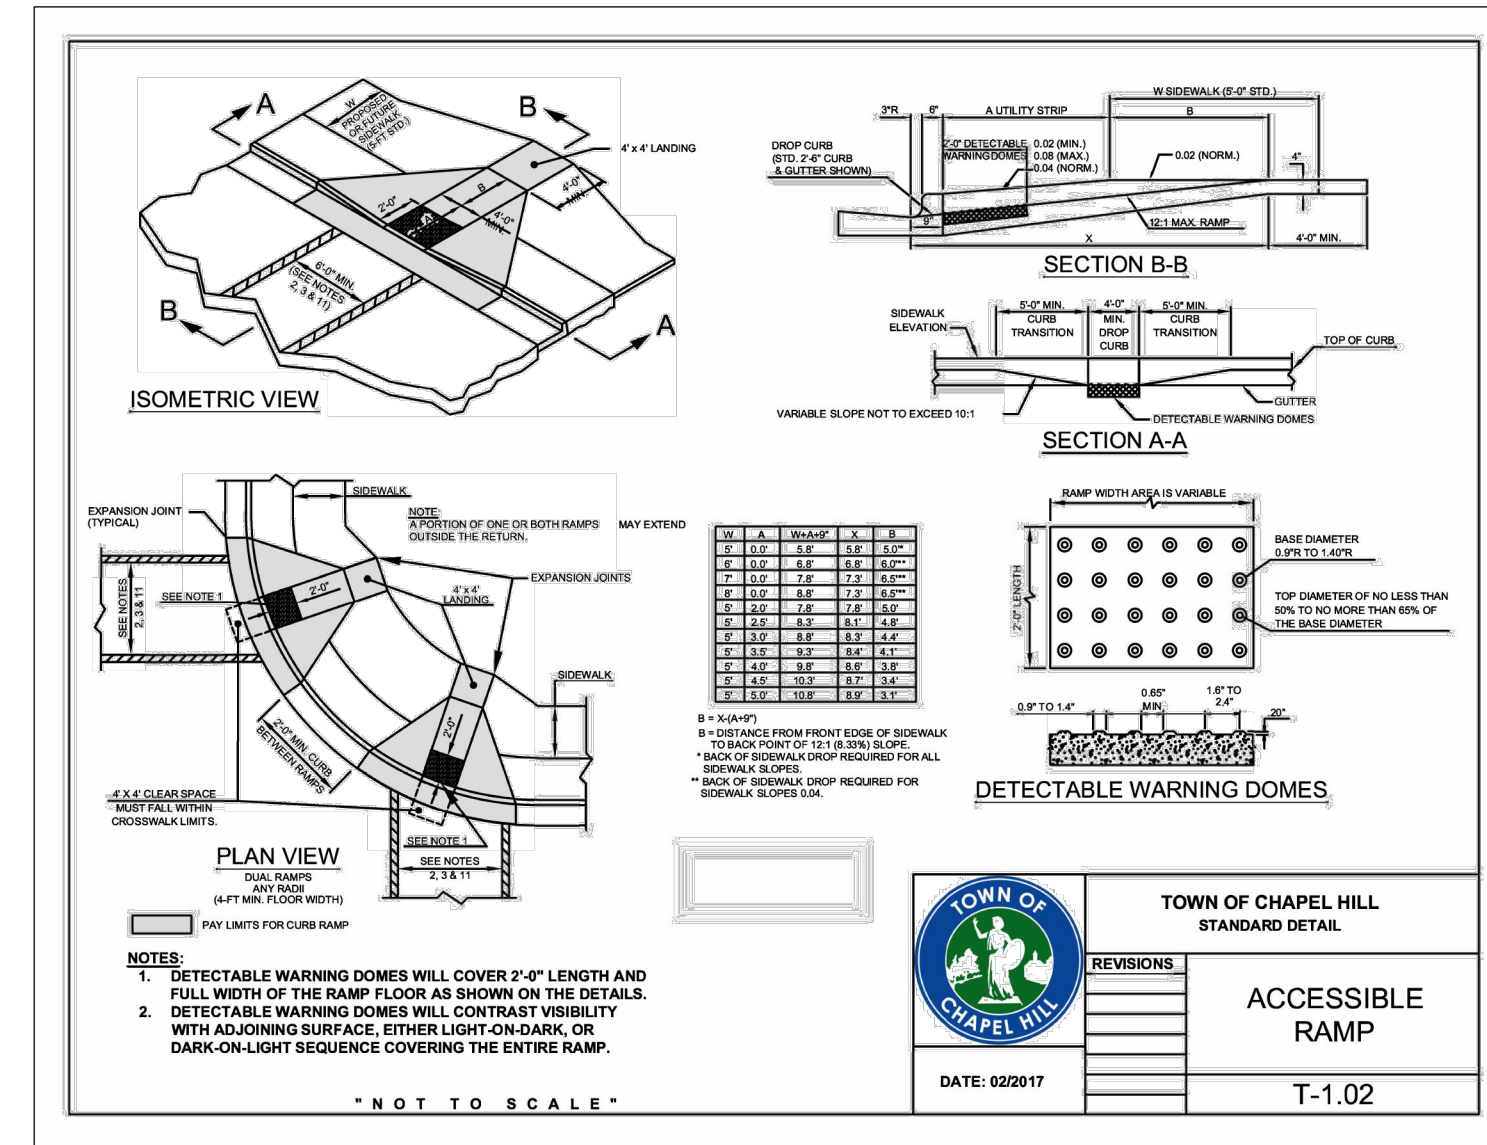 A
B
W
PROPOSED
OR FUTURE
SIDEWALK
(5-FT STD.)
4' x 4' LANDING
B
2'-0"
A
4'-0"
MIN.
4'-0"
MIN.
6'-0" MIN.
(SEE NOTES
2, 3 & 11)
B
A
ISOMETRIC VIEW
W SIDEWALK (5'-0" STD.)
3"R
6"
A UTILITY STRIP
B
DROP CURB
(STD. 2'-6" CURB
& GUTTER SHOWN)
2'-0" DETECTABLE
WARNING DOMES
0.02 (MIN.)
0.08 (MAX.)
0.04 (NORM.)
0.02 (NORM.)
4"
9"
12:1 MAX. RAMP
X
4'-0" MIN.
SECTION B-B
SIDEWALK
ELEVATION
5'-0" MIN.
CURB
TRANSITION
4'-0"
MIN.
DROP
CURB
5'-0" MIN.
CURB
TRANSITION
TOP OF CURB
GUTTER
VARIABLE SLOPE NOT TO EXCEED 10:1
DETECTABLE WARNING DOMES
SECTION A-A
SIDEWALK
EXPANSION JOINT
(TYPICAL)
NOTE:
A PORTION OF ONE OR BOTH RAMPS MAY EXTEND
OUTSIDE THE RETURN.
EXPANSION JOINTS
SEE NOTES
2, 3 & 11
SEE NOTE 1
2'-0"
4' x 4'
LANDING
SIDEWALK
2'-0"
2'-0" MIN. CURB
BETWEEN RAMPS
4' X 4' CLEAR SPACE
MUST FALL WITHIN
CROSSWALK LIMITS.
SEE NOTE 1
SEE NOTES
2, 3 & 11
PLAN VIEW
DUAL RAMPS
ANY RADII
(4-FT MIN. FLOOR WIDTH)
PAY LIMITS FOR CURB RAMP
W A W+A+9" X B
5' 0.0' 5.8' 5.8' 5.0'*
6' 0.0' 6.8' 6.8' 6.0'**
7' 0.0' 7.8' 7.3' 6.5'**
8' 0.0' 8.8' 7.3' 6.5'**
5' 2.0' 7.8' 7.8' 5.0'
5' 2.5' 8.3' 8.1' 4.8'
5' 3.0' 8.8' 8.3' 4.4'
5' 3.5' 9.3' 8.4' 4.1'
5' 4.0' 9.8' 8.6' 3.8'
5' 4.5' 10.3' 8.7' 3.4'
5' 5.0' 10.8' 8.9' 3.1'
B = X-(A+9")
B = DISTANCE FROM FRONT EDGE OF SIDEWALK
TO BACK POINT OF 12:1 (8.33%) SLOPE.
* BACK OF SIDEWALK DROP REQUIRED FOR ALL
SIDEWALK SLOPES.
** BACK OF SIDEWALK DROP REQUIRED FOR
SIDEWALK SLOPES 0.04.
RAMP WIDTH AREA IS VARIABLE
2'-0" LENGTH
BASE DIAMETER
0.9"R TO 1.40"R
TOP DIAMETER OF NO LESS THAN
50% TO NO MORE THAN 65% OF
THE BASE DIAMETER
0.9" TO 1.4"
0.65"
MIN
1.6" TO
2.4"
.20"
DETECTABLE WARNING DOMES
NOTES:
1. DETECTABLE WARNING DOMES WILL COVER 2'-0" LENGTH AND
FULL WIDTH OF THE RAMP FLOOR AS SHOWN ON THE DETAILS.
2. DETECTABLE WARNING DOMES WILL CONTRAST VISIBILITY
WITH ADJOINING SURFACE, EITHER LIGHT-ON-DARK, OR
DARK-ON-LIGHT SEQUENCE COVERING THE ENTIRE RAMP.
"NOT TO SCALE"
TOWN OF
CHAPEL HILL
TOWN OF CHAPEL HILL
STANDARD DETAIL
REVISIONS
ACCESSIBLE
RAMP
DATE: 02/2017
T-1.02